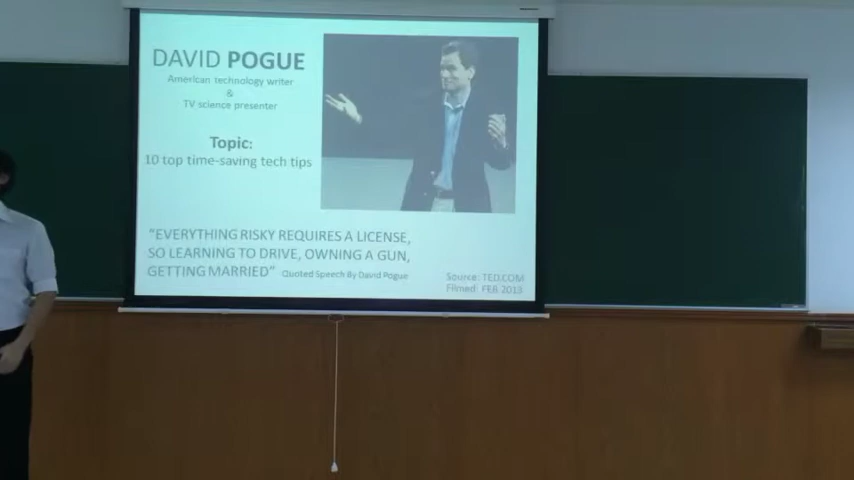 DAVID POGUE
American technology writer
&
TV science presenter
Topic:
10 top time-saving tech tips
"EVERYTHING RISKY REQUIRES A LICENSE,
SO LEARNING TO DRIVE, OWNING A GUN,
GETTING MARRIED" Quoted Speech By David Pogue
Source: TED.COM
Filmed: FEB 2013